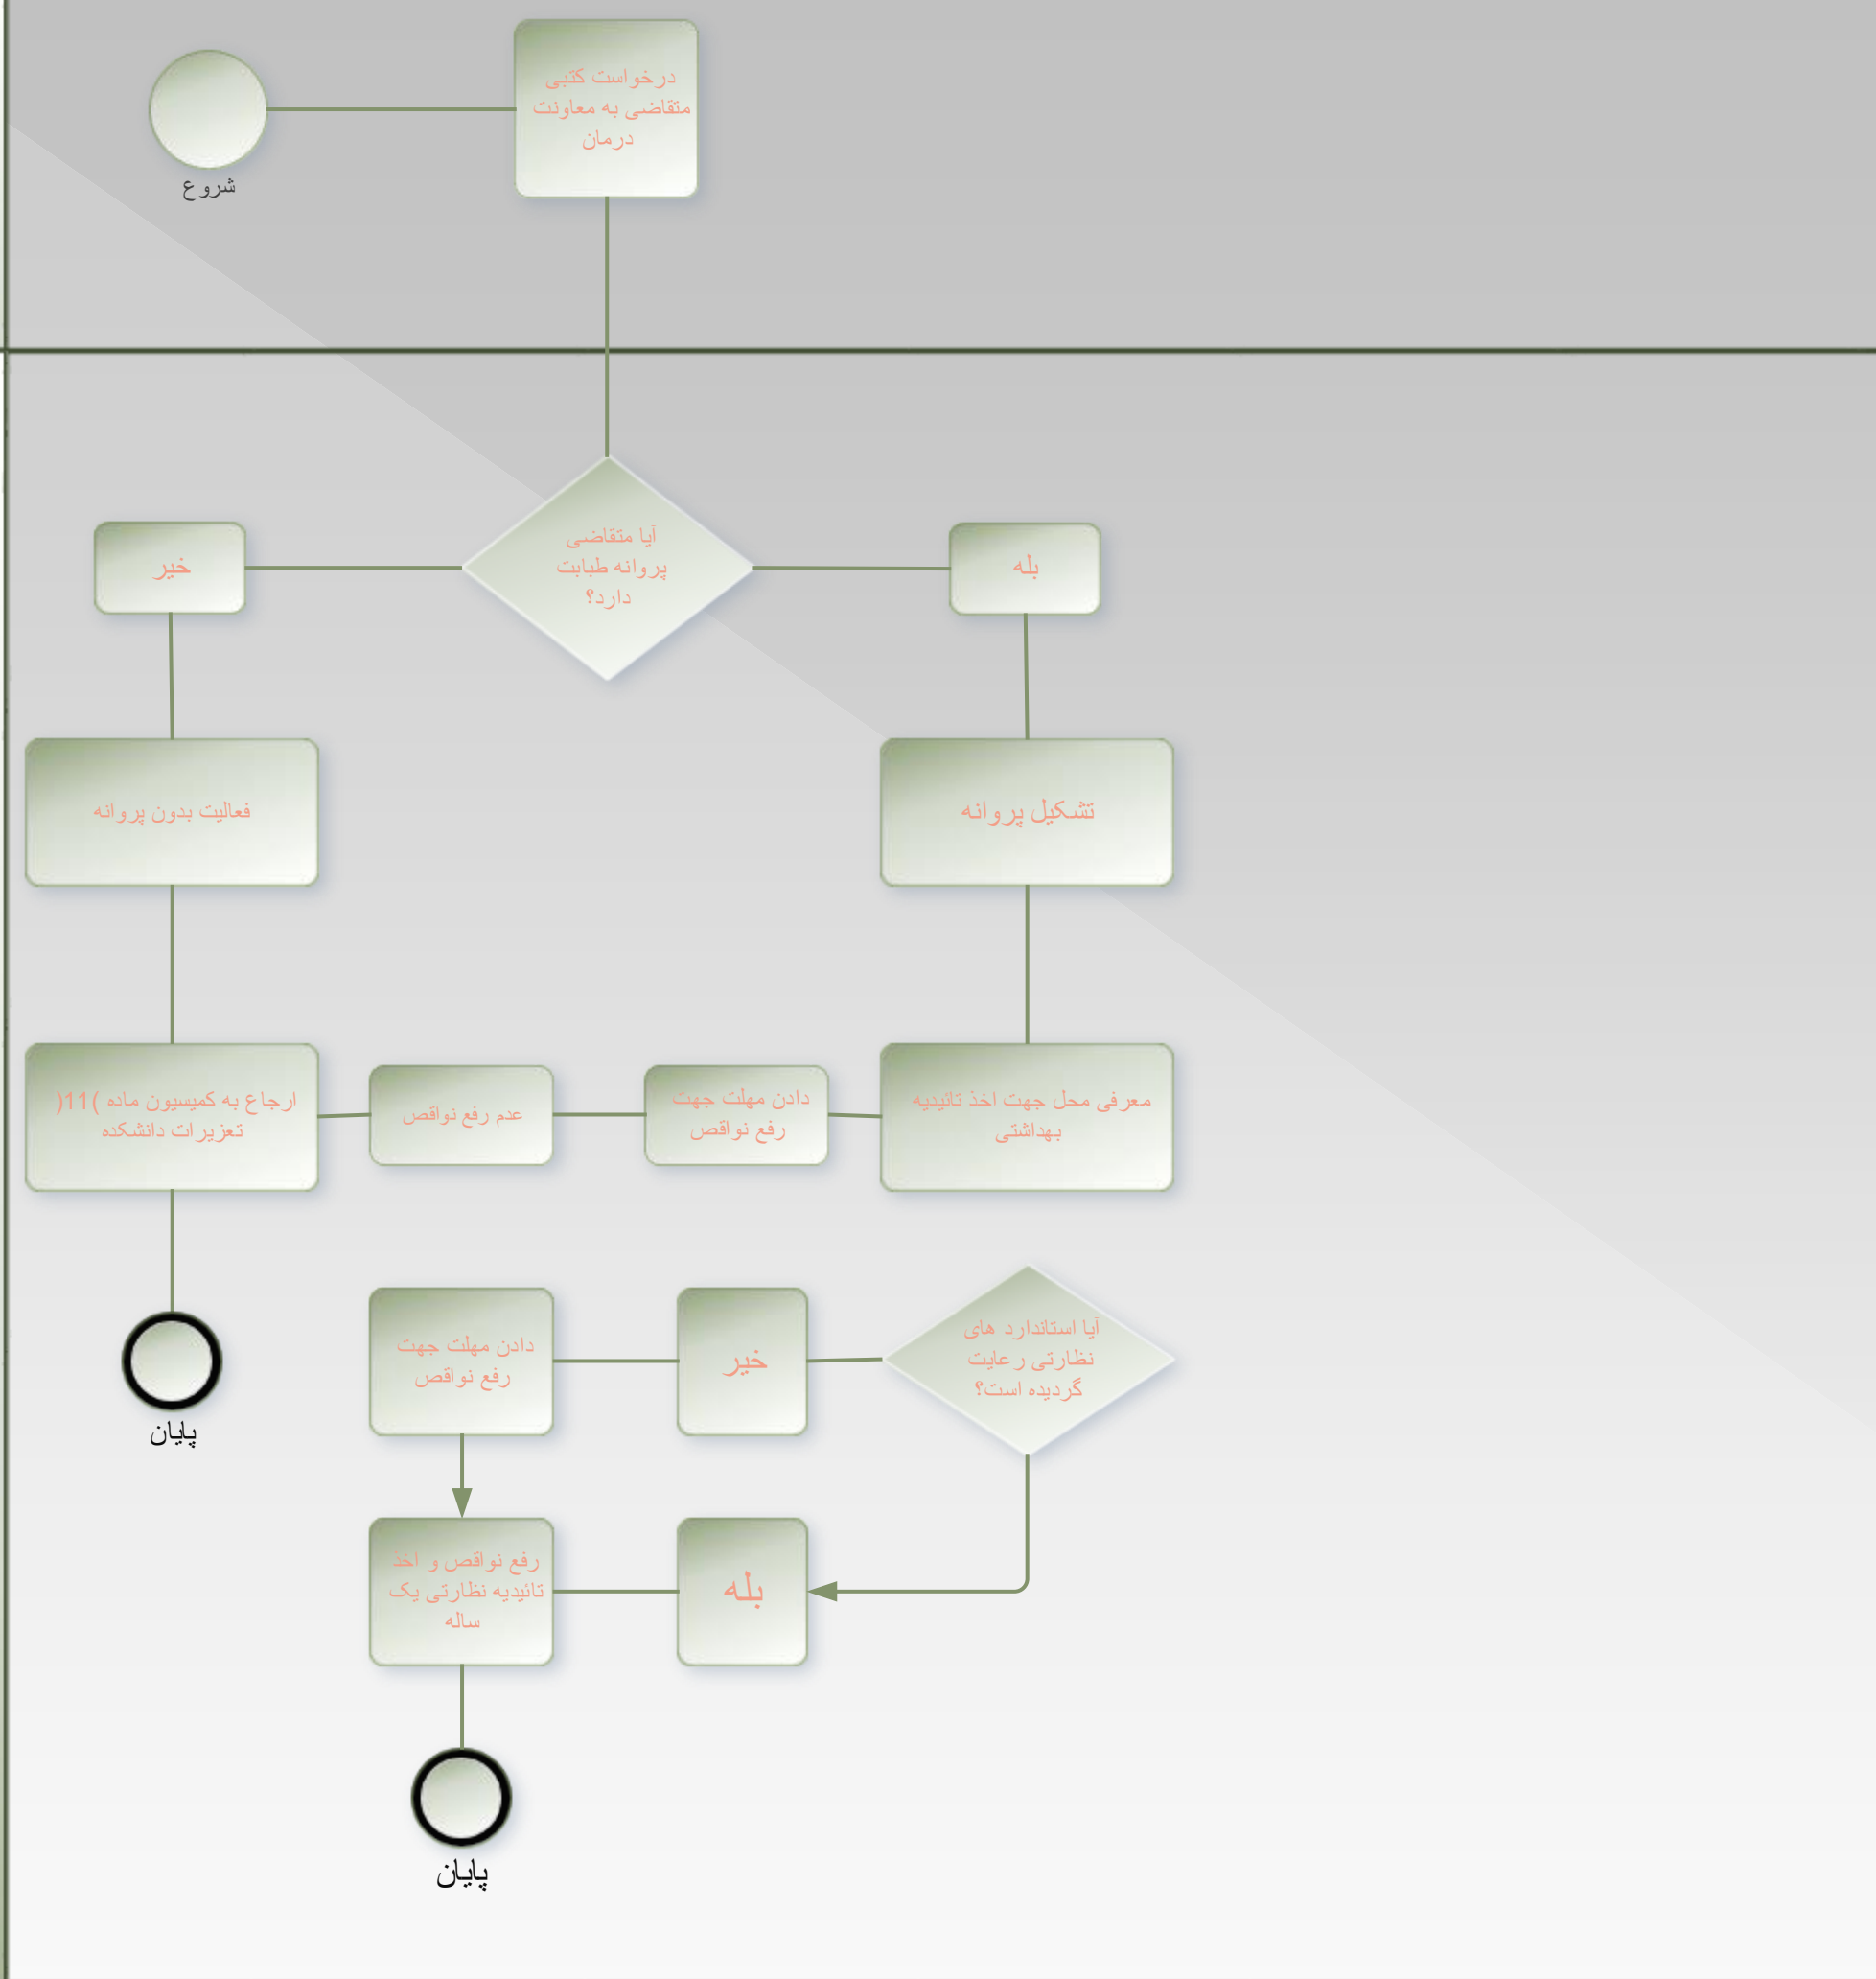 درخواست کتبی
متقاضی به معاونت
درمان
شروع
آیا متقاضی
پروانه طبابت
دارد؟
بله
خیر
تشکیل پروانه
فعالیت بدون پروانه
معرفی محل جهت اخذ تائیدیه
بهداشتی
دادن مهلت جهت
رفع نواقص
عدم رفع نواقص
ارجاع به کمیسیون ماده )11(
تعزیرات دانشکده
آیا استاندارد های
نظارتی رعایت
گردیده است؟
خیر
دادن مهلت جهت
رفع نواقص
پایان
بله
رفع نواقص و اخذ
تائیدیه نظارتی یک
ساله
پایان